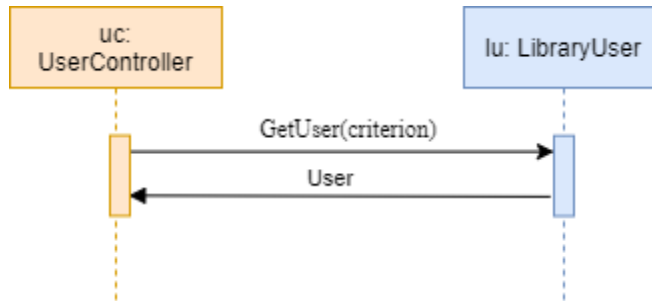 uc:
UserController
lu: LibraryUser
GetUser(criterion)
User